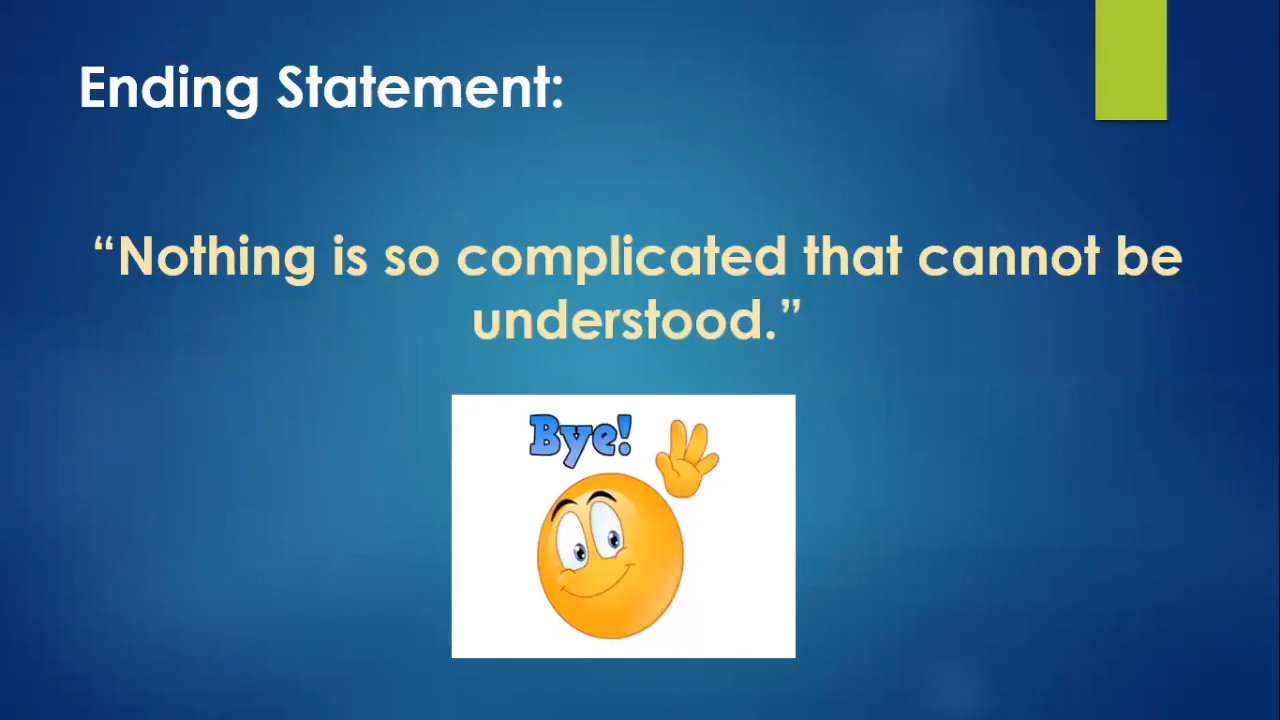 Ending Statement:
“Nothing is so complicated that cannot be
understood.”
Bye!